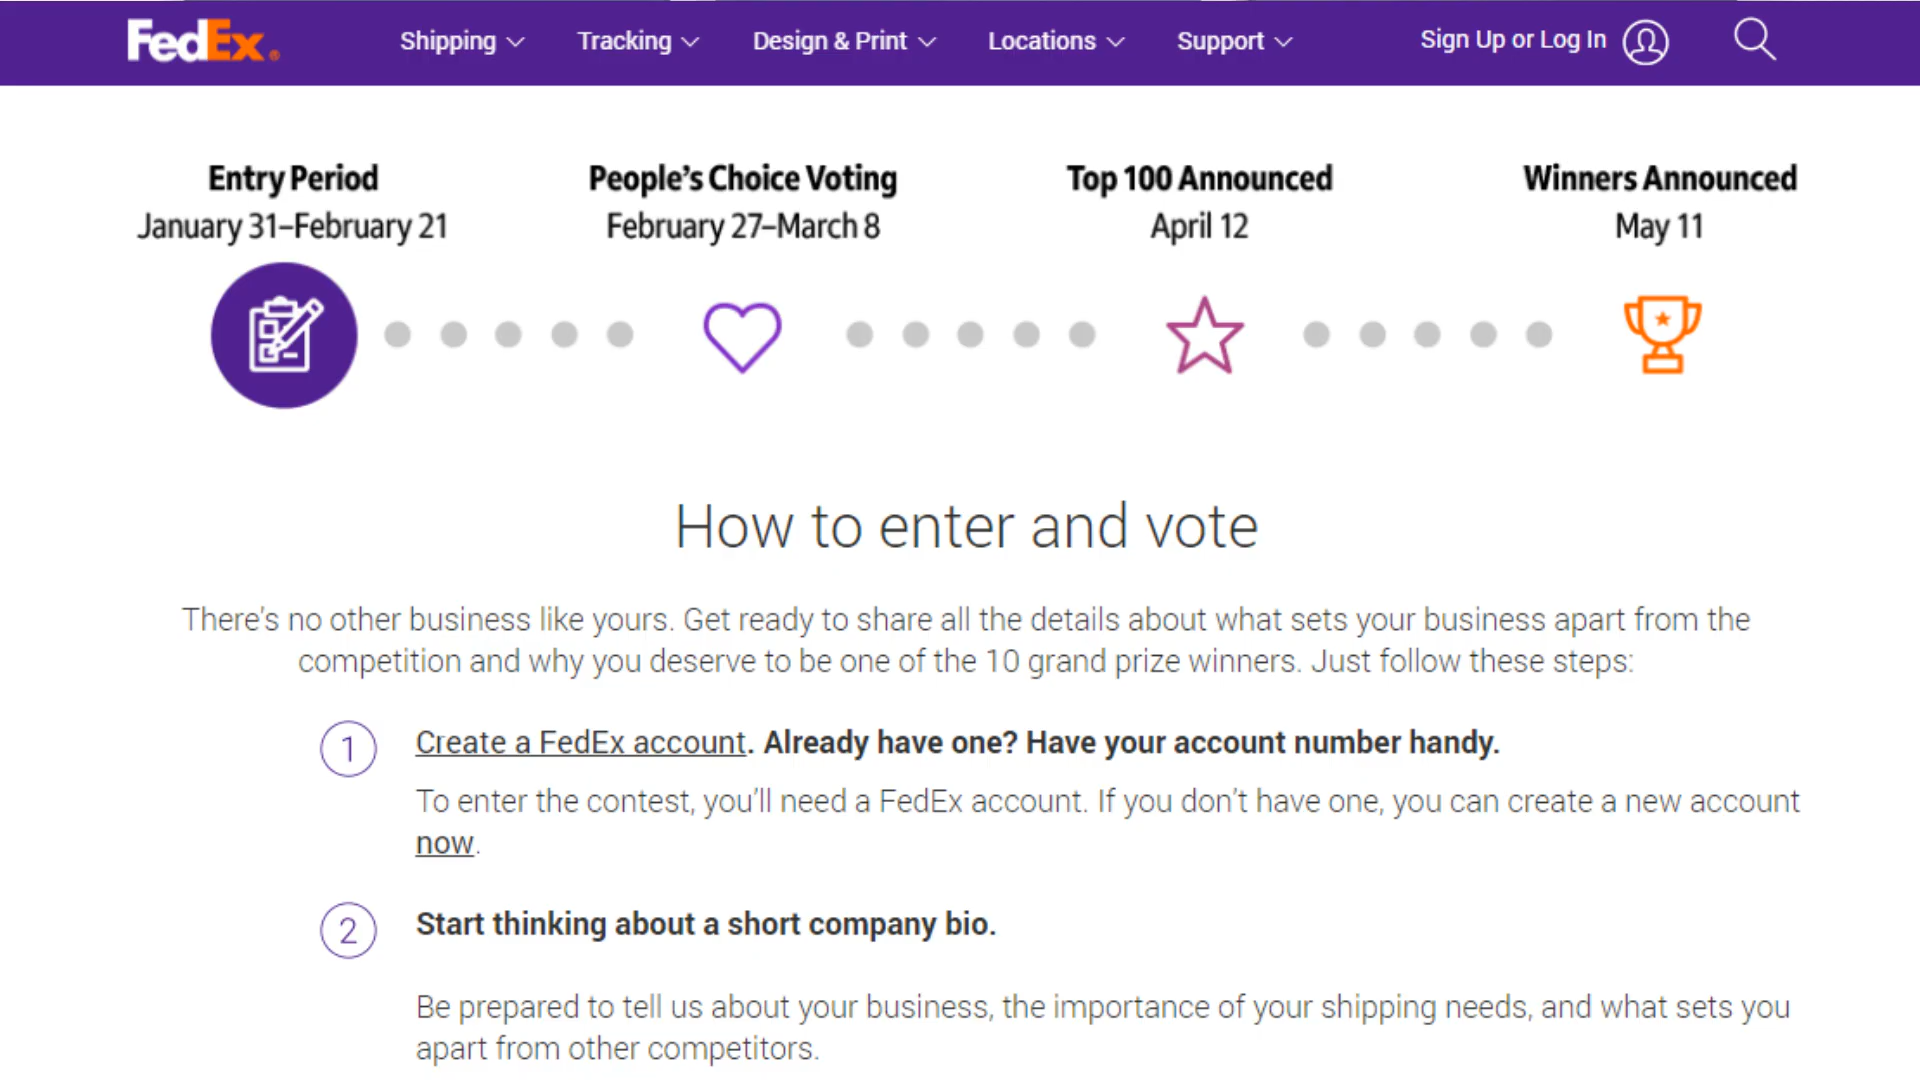 FedEx®
Shipping
Tracking
Design & Print
Locations
Support
Sign Up or Log In
Entry Period
January 31–February 21
People's Choice Voting
February 27–March 8
Top 100 Announced
April 12
Winners Announced
May 11
How to enter and vote
There's no other business like yours. Get ready to share all the details about what sets your business apart from the
competition and why you deserve to be one of the 10 grand prize winners. Just follow these steps:
1
Create a FedEx account. Already have one? Have your account number handy.
To enter the contest, you'll need a FedEx account. If you don't have one, you can create a new account
now.
2
Start thinking about a short company bio.
Be prepared to tell us about your business, the importance of your shipping needs, and what sets you
apart from other competitors.